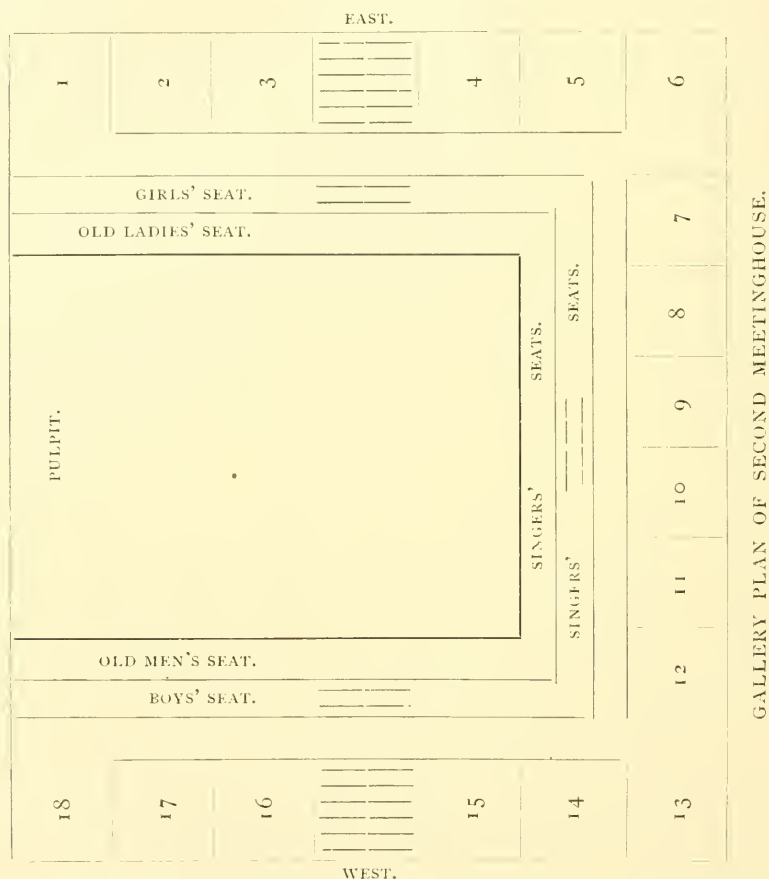 EAST.
1
2
3
4
5
6
GIRLS' SEAT.
OLD LADIES' SEAT.
7
8
9
10
11
12
SINGERS' SEATS.
SINGERS' SEATS.
PULPIT.
OLD MEN'S SEAT.
BOYS' SEAT.
18
17
16
15
14
13
WEST.
GALLERY PLAN OF SECOND MEETINGHOUSE.